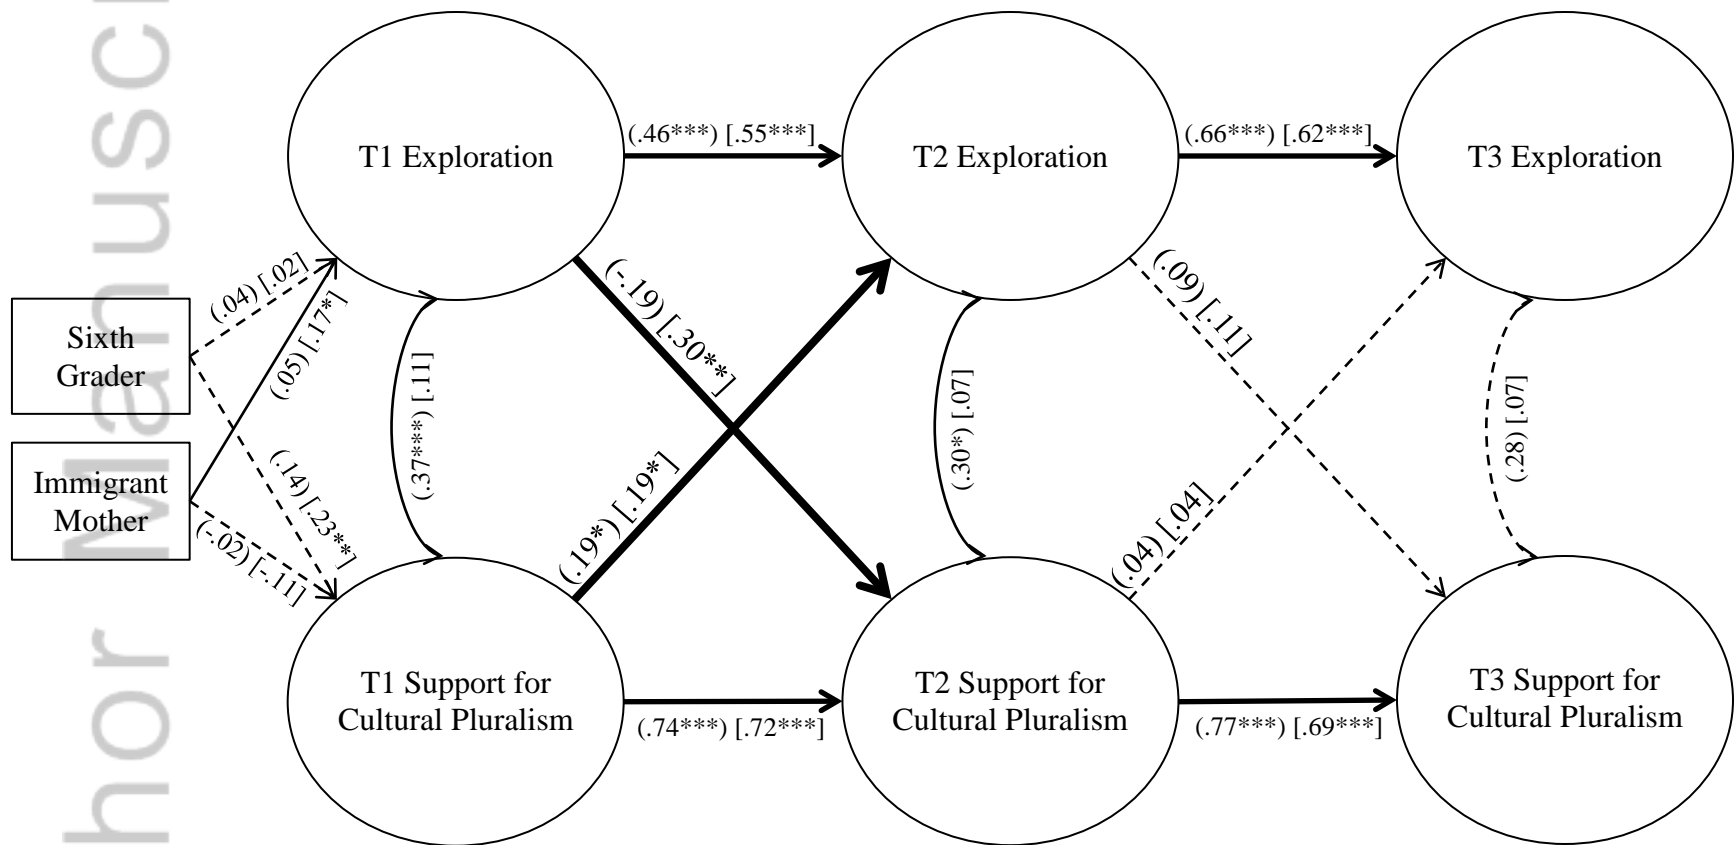 hor Manusc
T1 Exploration
(.46***) [.55***]
T2 Exploration
(.66***) [.62***]
T3 Exploration
(.04) [.02]
(.05) [.17*]
Sixth
Grader
Immigrant
Mother
(.14) [.23**]
(-.02) [-.11]
(.37***) [.11]
(-.19) [.30**]
(.19*) [.19*]
(.30*) [.07]
(.09) [.11]
(.04) [.04]
(.28) [.07]
T1 Support for
Cultural Pluralism
(.74***) [.72***]
T2 Support for
Cultural Pluralism
(.77***) [.69***]
T3 Support for
Cultural Pluralism